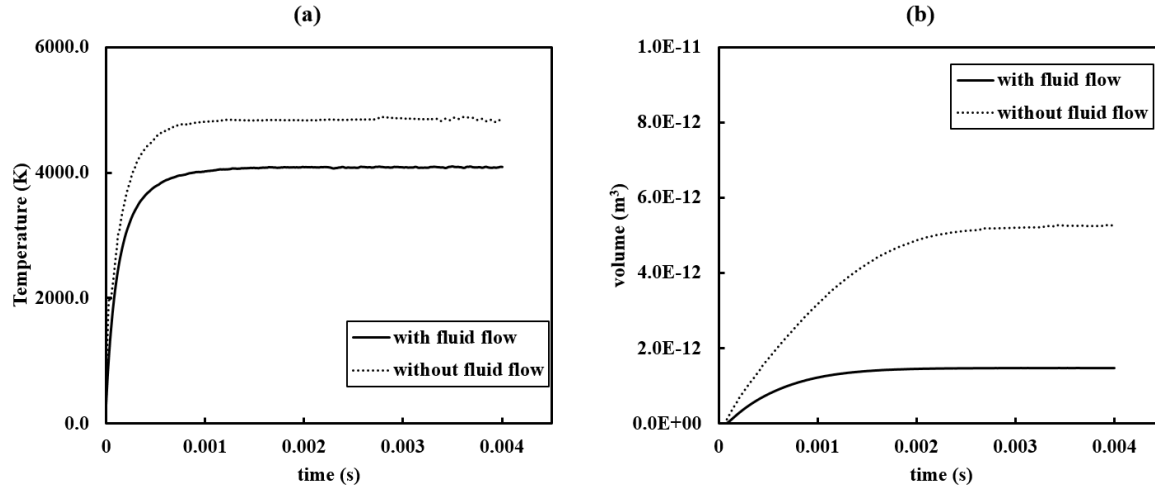 (a)
6000.0
4000.0
2000.0
0.0
Temperature (K)
with fluid flow
without fluid flow
0
0.001
0.002
0.003
0.004
time (s)
(b)
1.0E-11
8.0E-12
6.0E-12
4.0E-12
2.0E-12
0.0E+00
volume (m³)
with fluid flow
without fluid flow
0
0.001
0.002
0.003
0.004
time (s)